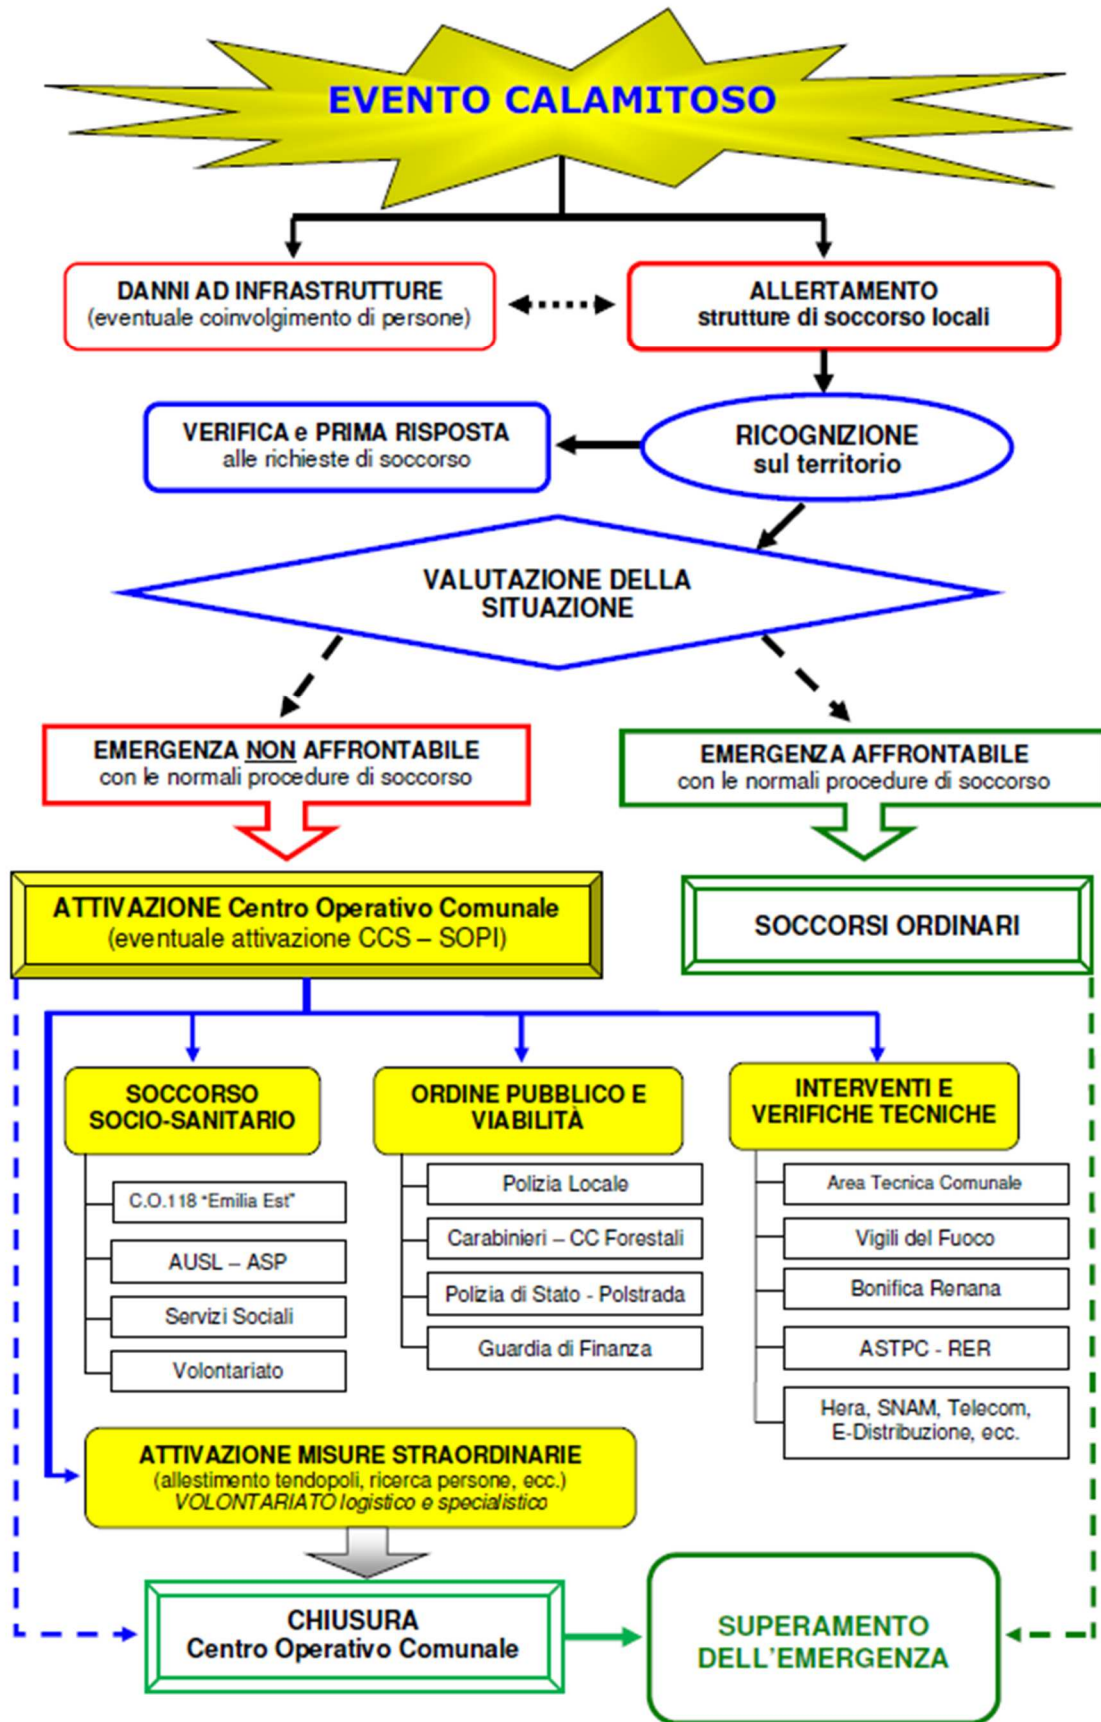 EVENTO CALAMITOSO
DANNI AD INFRASTRUTTURE
(eventuale coinvolgimento di persone)
ALLERTAMENTO
strutture di soccorso locali
VERIFICA e PRIMA RISPOSTA
alle richieste di soccorso
RICOGNIZIONE
sul territorio
VALUTAZIONE DELLA
SITUAZIONE
EMERGENZA NON AFFRONTABILE
con le normali procedure di soccorso
EMERGENZA AFFRONTABILE
con le normali procedure di soccorso
ATTIVAZIONE Centro Operativo Comunale
(eventuale attivazione CCS – SOPI)
SOCCORSI ORDINARI
SOCCORSO
SOCIO-SANITARIO
C.O.118 “Emilia Est”
AUSL – ASP
Servizi Sociali
Volontariato
ORDINE PUBBLICO E
VIABILITÀ
Polizia Locale
Carabinieri – CC Forestali
Polizia di Stato - Polstrada
Guardia di Finanza
INTERVENTI E
VERIFICHE TECNICHE
Area Tecnica Comunale
Vigili del Fuoco
Bonifica Renana
ASTPC - RER
Hera, SNAM, Telecom,
E-Distribuzione, ecc.
ATTIVAZIONE MISURE STRAORDINARIE
(allestimento tendopoli, ricerca persone, ecc.)
VOLONTARIATO logistico e specialistico
CHIUSURA
Centro Operativo Comunale
SUPERAMENTO
DELL’EMERGENZA